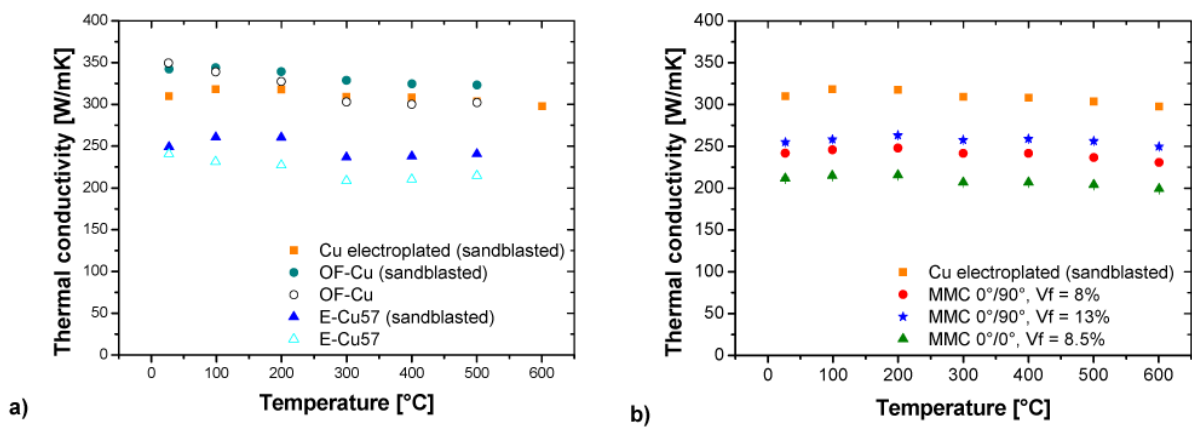 Thermal conductivity [W/mK]
400
350
300
250
200
150
100
50
0
Cu electroplated (sandblasted)
OF-Cu (sandblasted)
OF-Cu
E-Cu57 (sandblasted)
E-Cu57
0 100 200 300 400 500 600
Temperature [°C]
a)
Thermal conductivity [W/mK]
400
350
300
250
200
150
100
50
0
Cu electroplated (sandblasted)
MMC 0°/90°, Vf = 8%
MMC 0°/90°, Vf = 13%
MMC 0°/0°, Vf = 8.5%
0 100 200 300 400 500 600
Temperature [°C]
b)